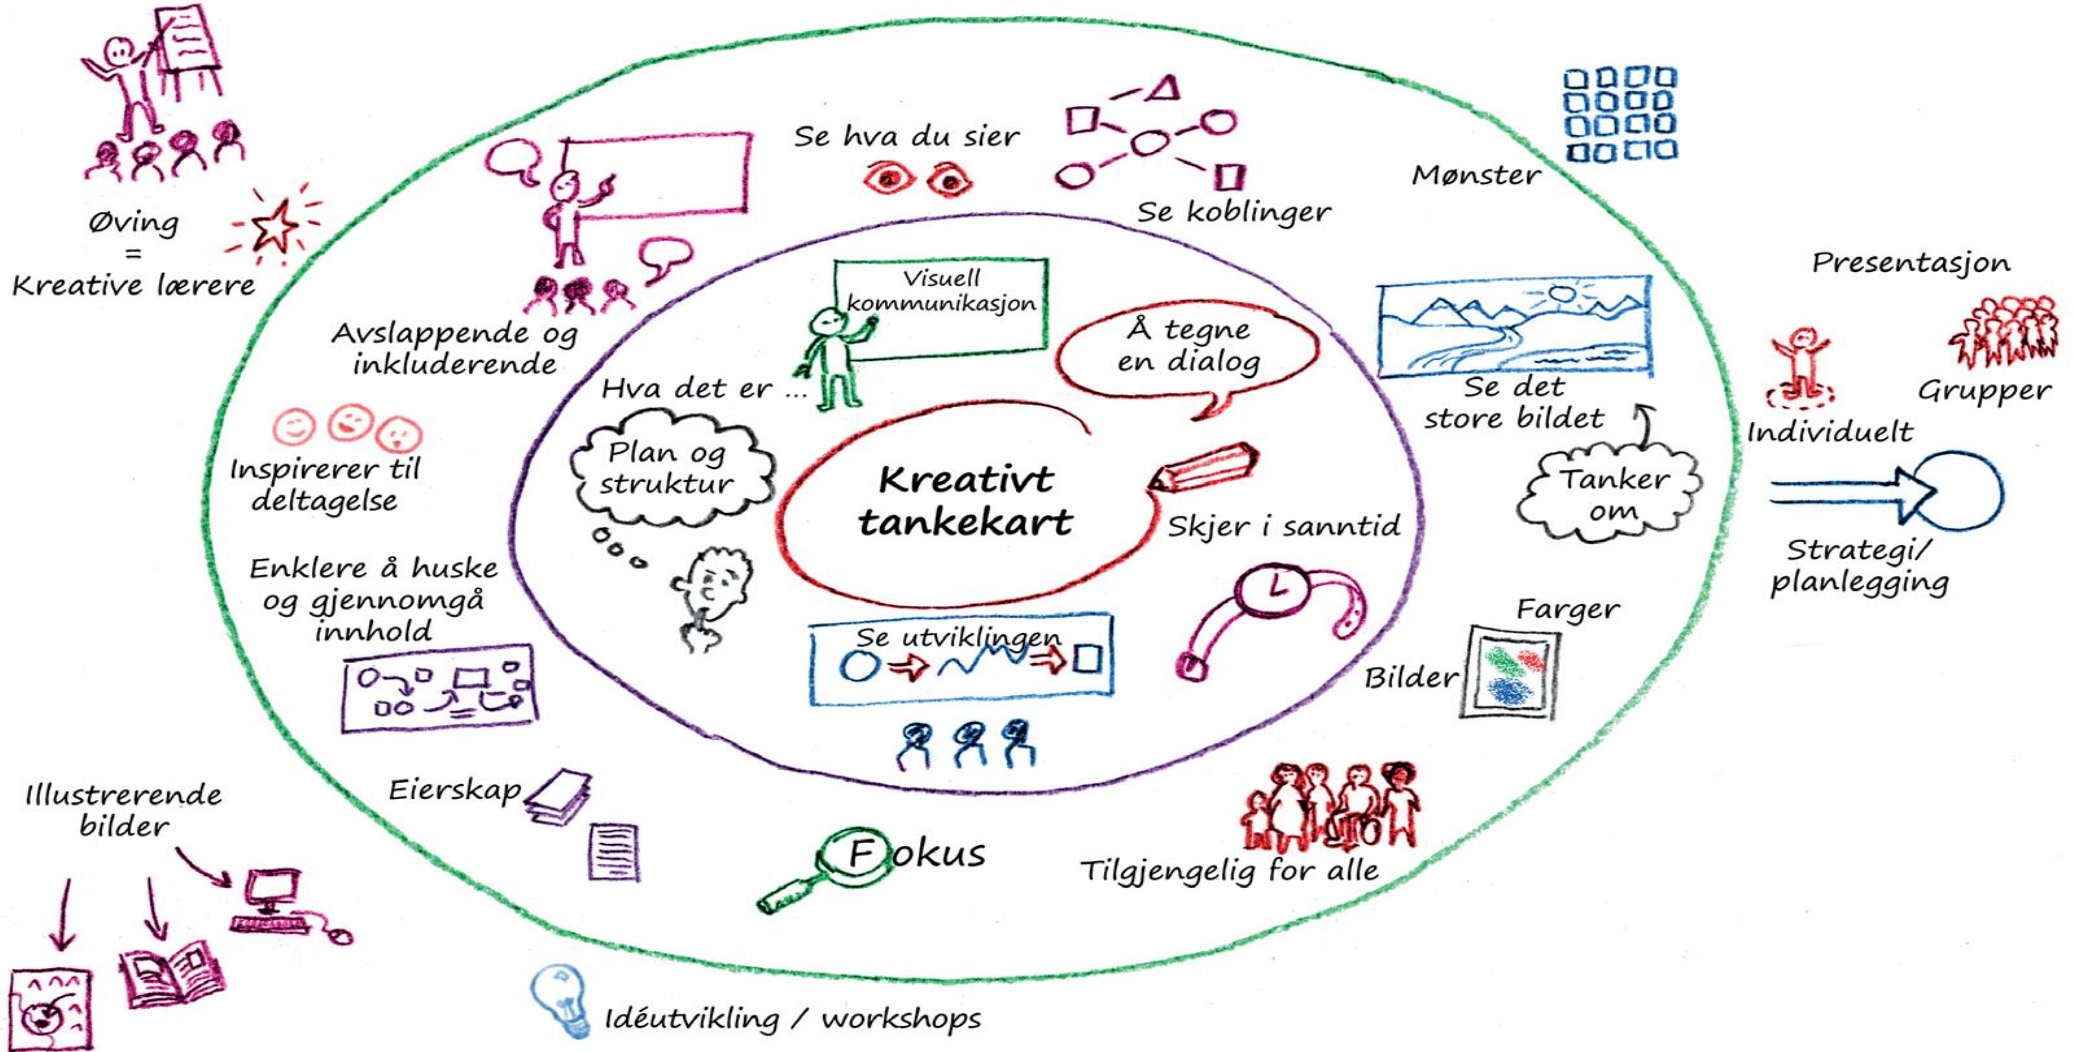 Øving
=
Kreative lærere
Se hva du sier
Se koblinger
Mønster
Avslappende og
inkluderende
Inspirerer til
deltagelse
Enklere å huske
og gjennomgå
innhold
Eierskap
Fokus
Tilgjengelig for alle
Bilder
Farger
Tanker
om
Se det
store bildet
Visuell
kommunikasjon
Å tegne
en dialog
Hva det er ...
Plan og
struktur
Kreativt
tankekart
Skjer i sanntid
Se utviklingen
Presentasjon
Individuelt
Grupper
Strategi/
planlegging
Illustrerende
bilder
Idéutvikling / workshops